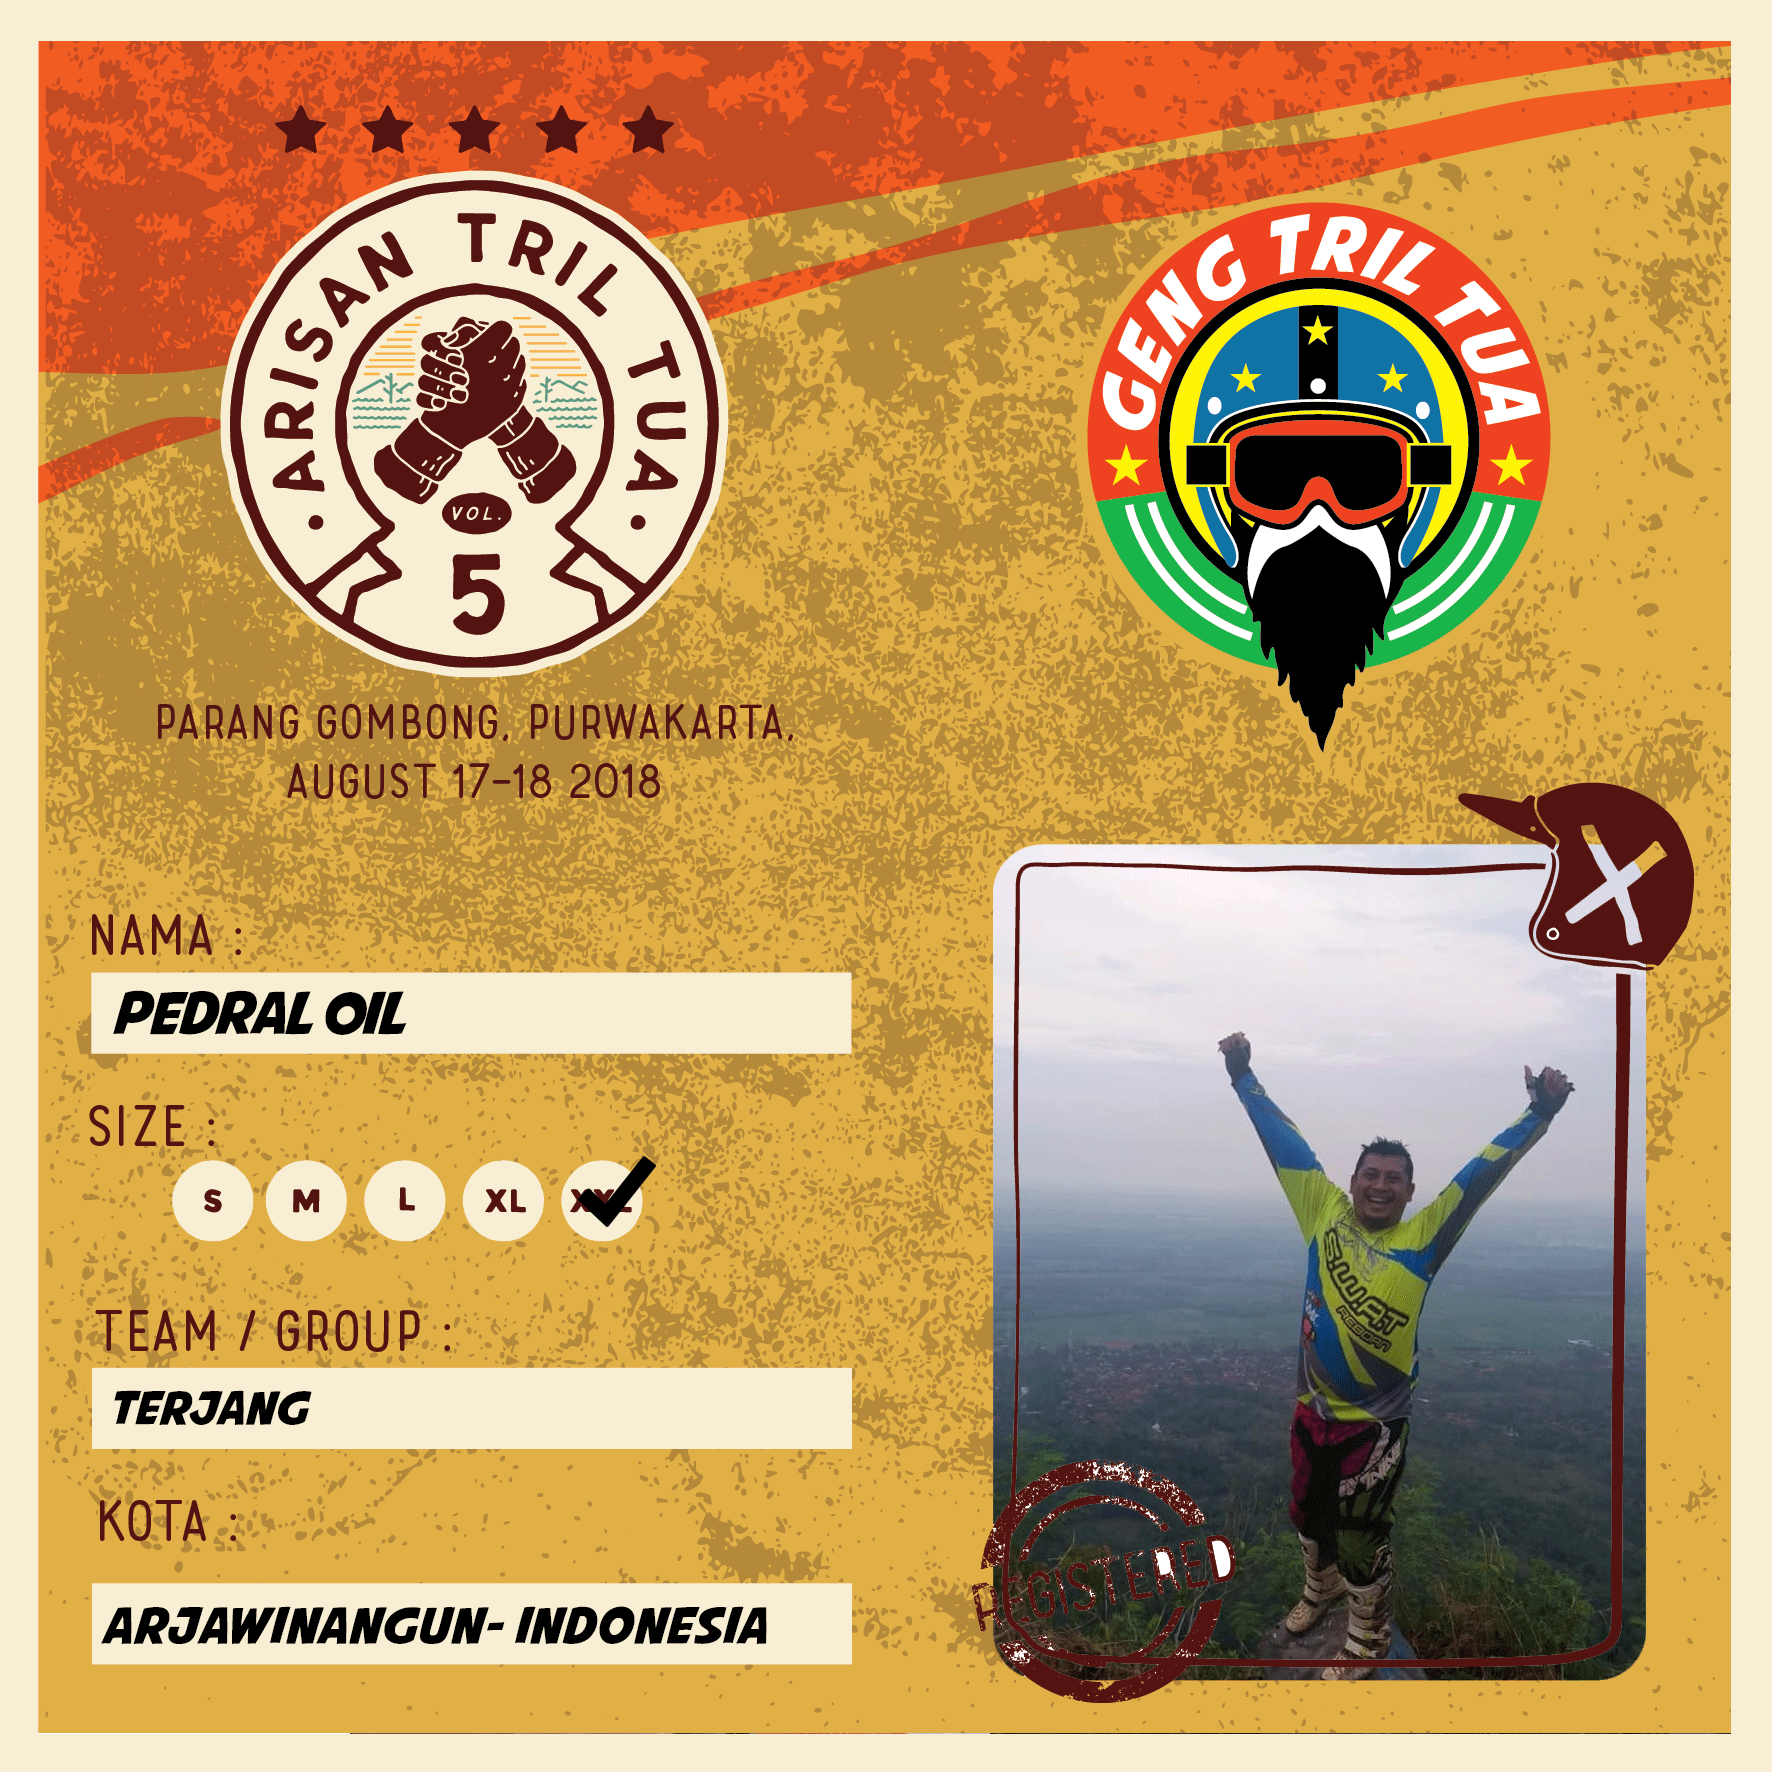 ARISAN TRIL TUA
VOL.
5
GENG TRIL TUA
PARANG GOMBONG, PURWAKARTA,
AUGUST 17-18 2018
NAMA :
PEDRAL OIL
SIZE :
S M L XL XXL
TEAM / GROUP :
TERJANG
KOTA :
ARJAWINANGUN- INDONESIA
S.W.A.T
REBORN
REGISTERED